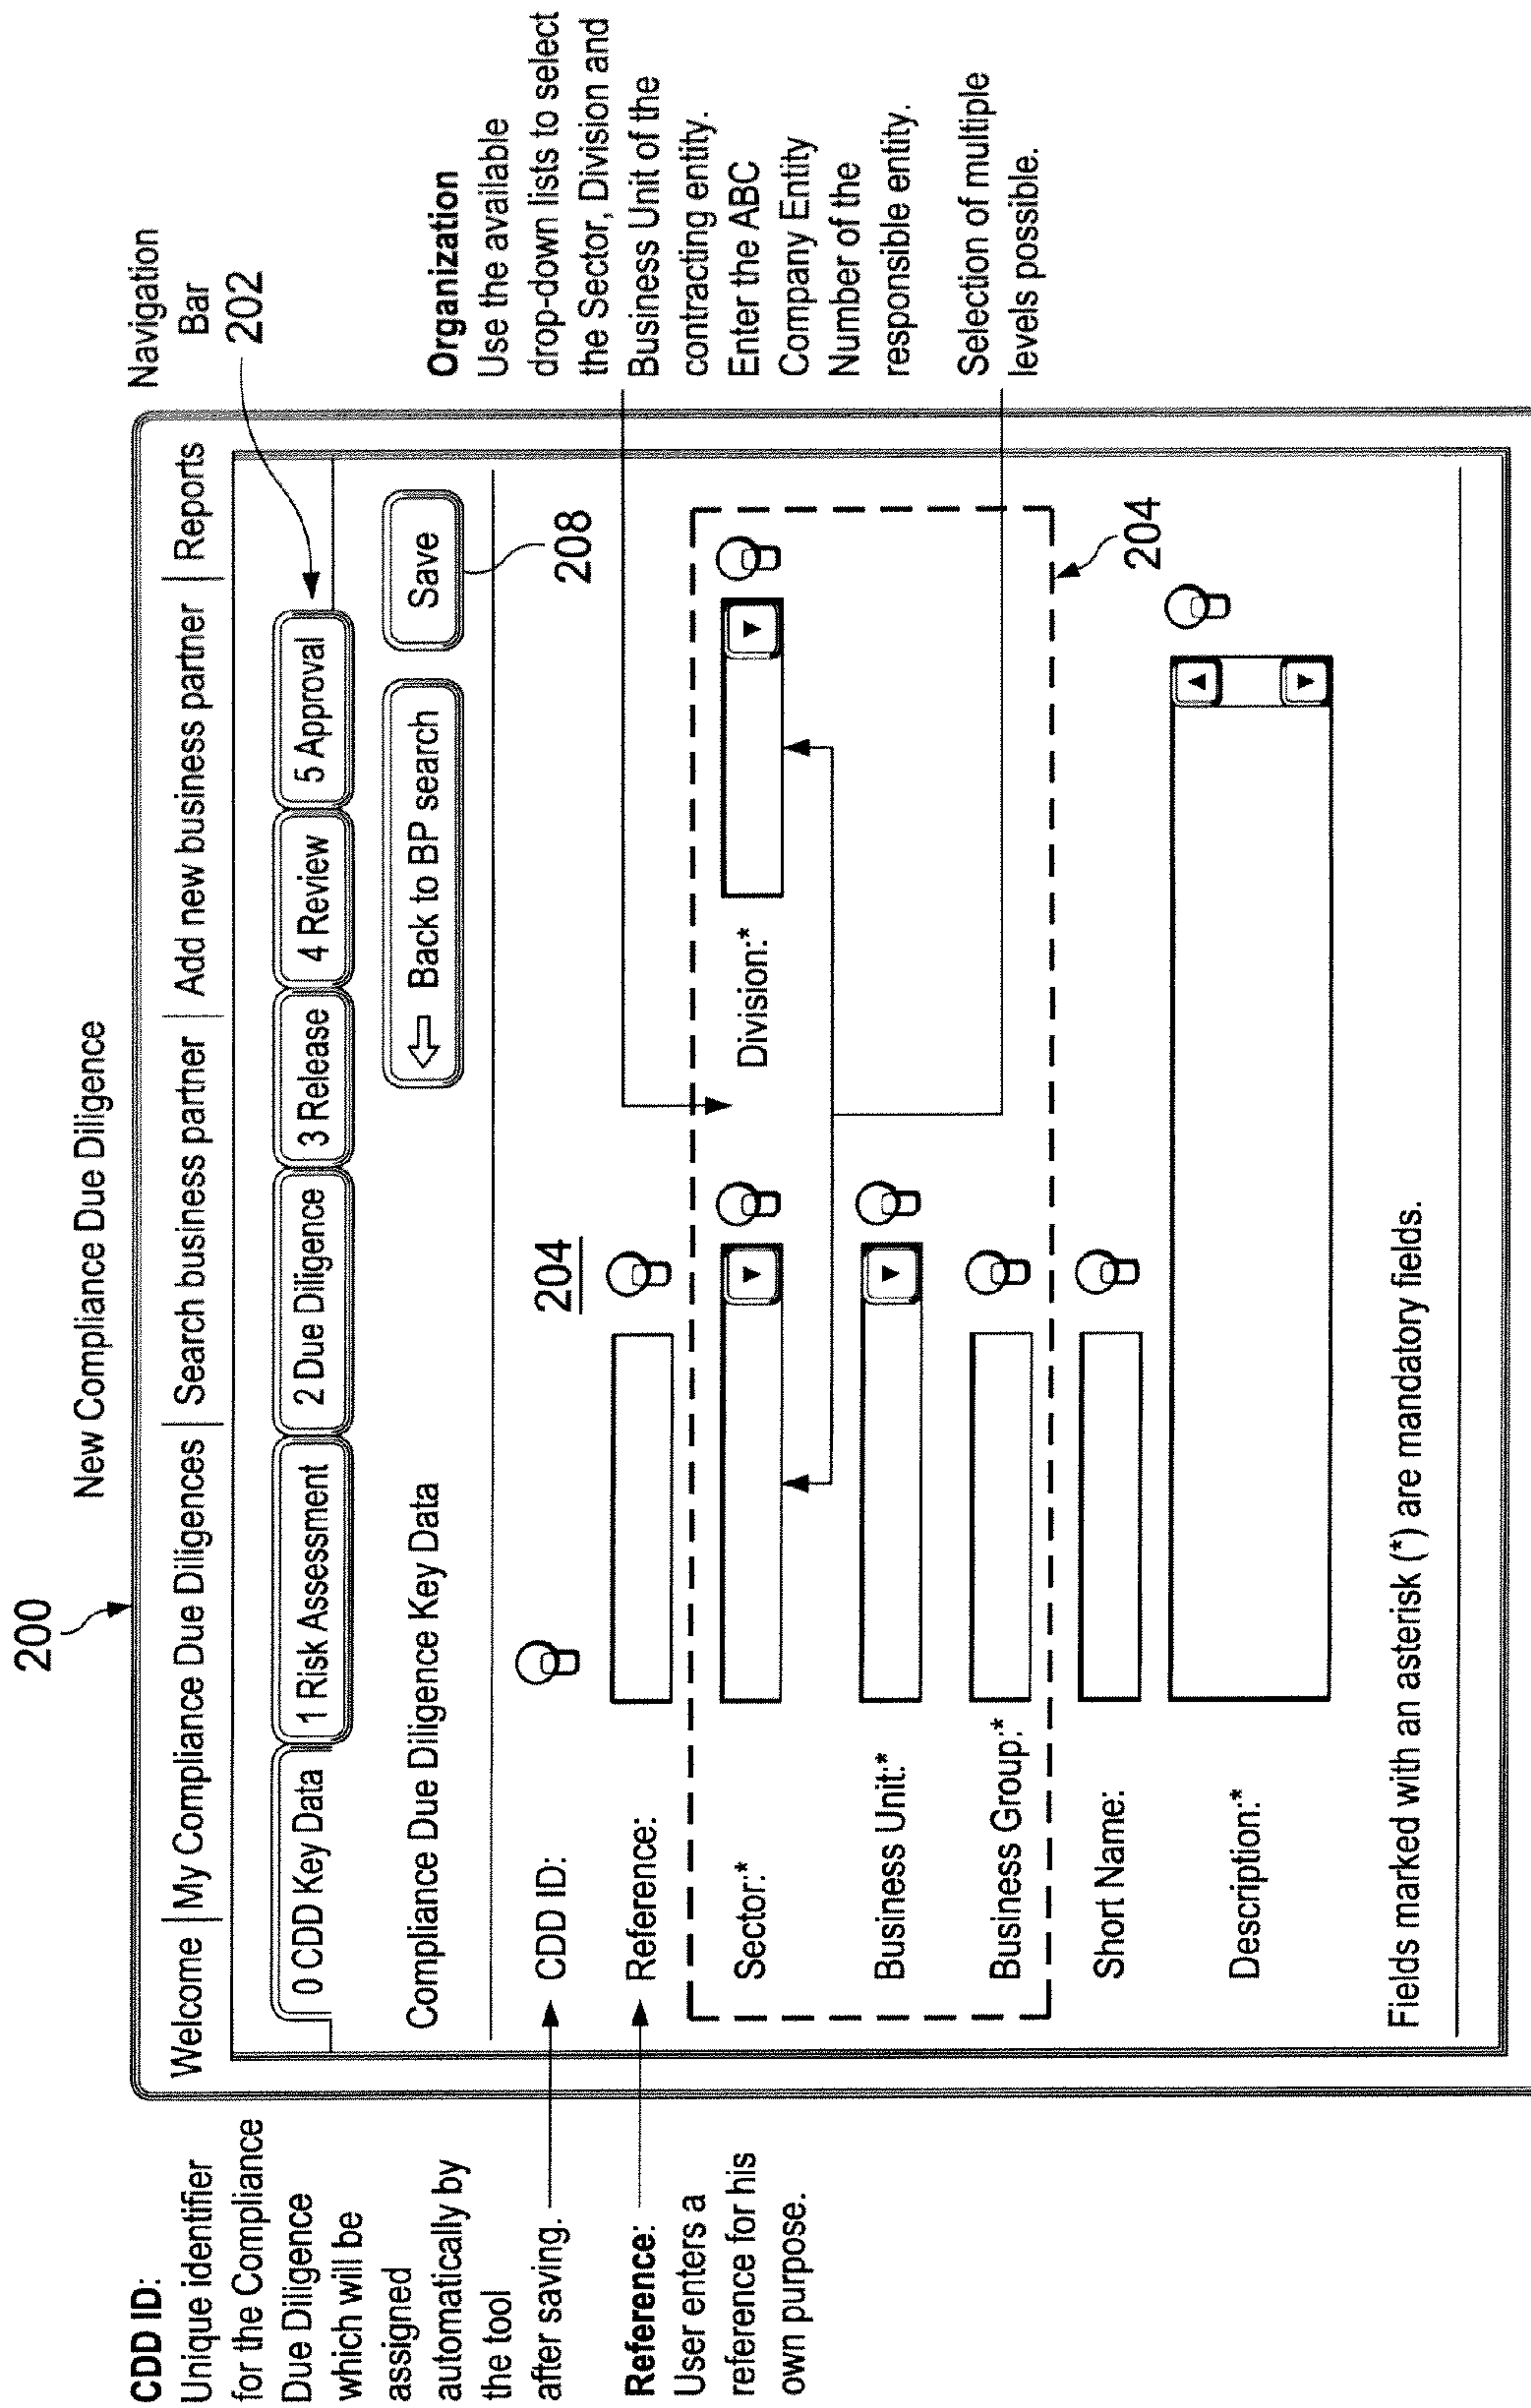 200
New Compliance Due Diligence
Navigation
Bar
202
Welcome | My Compliance Due Diligences | Search business partner | Add new business partner | Reports
0 CDD Key Data 1 Risk Assessment 2 Due Diligence 3 Release 4 Review 5 Approval
Compliance Due Diligence Key Data
Back to BP search
Save
208
CDD ID:
Unique identifier
for the Compliance
Due Diligence
which will be
assigned
automatically by
the tool
after saving.
Reference:
User enters a
reference for his
own purpose.
CDD ID:
204
Reference:
Sector:*
Division:*
Business Unit:*
Business Group:*
204
Short Name:
Description:*
Fields marked with an asterisk (*) are mandatory fields.
Organization
Use the available
drop-down lists to select
the Sector, Division and
Business Unit of the
contracting entity.
Enter the ABC
Company Entity
Number of the
responsible entity.
Selection of multiple
levels possible.